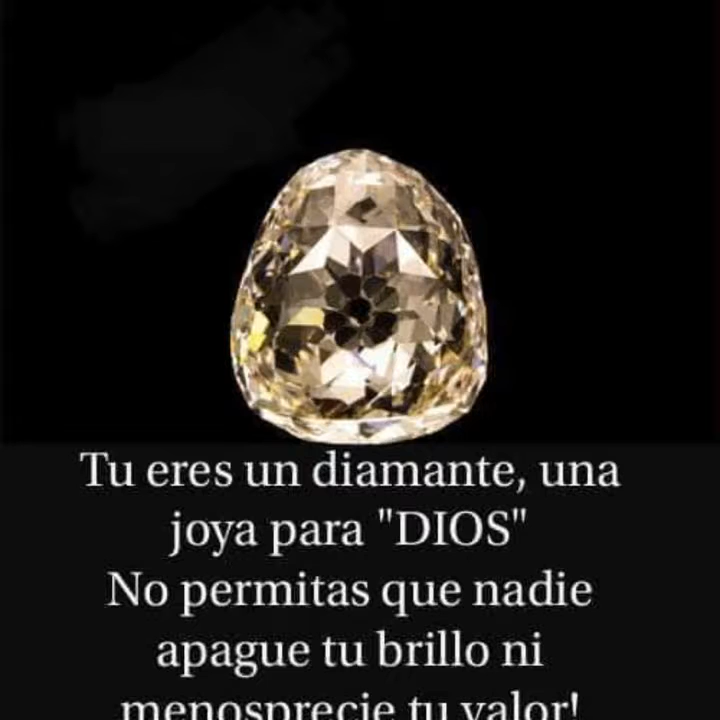 Tu eres un diamante, una
joya para "DIOS"
No permitas que nadie
apague tu brillo ni
menosprecie tu valor!